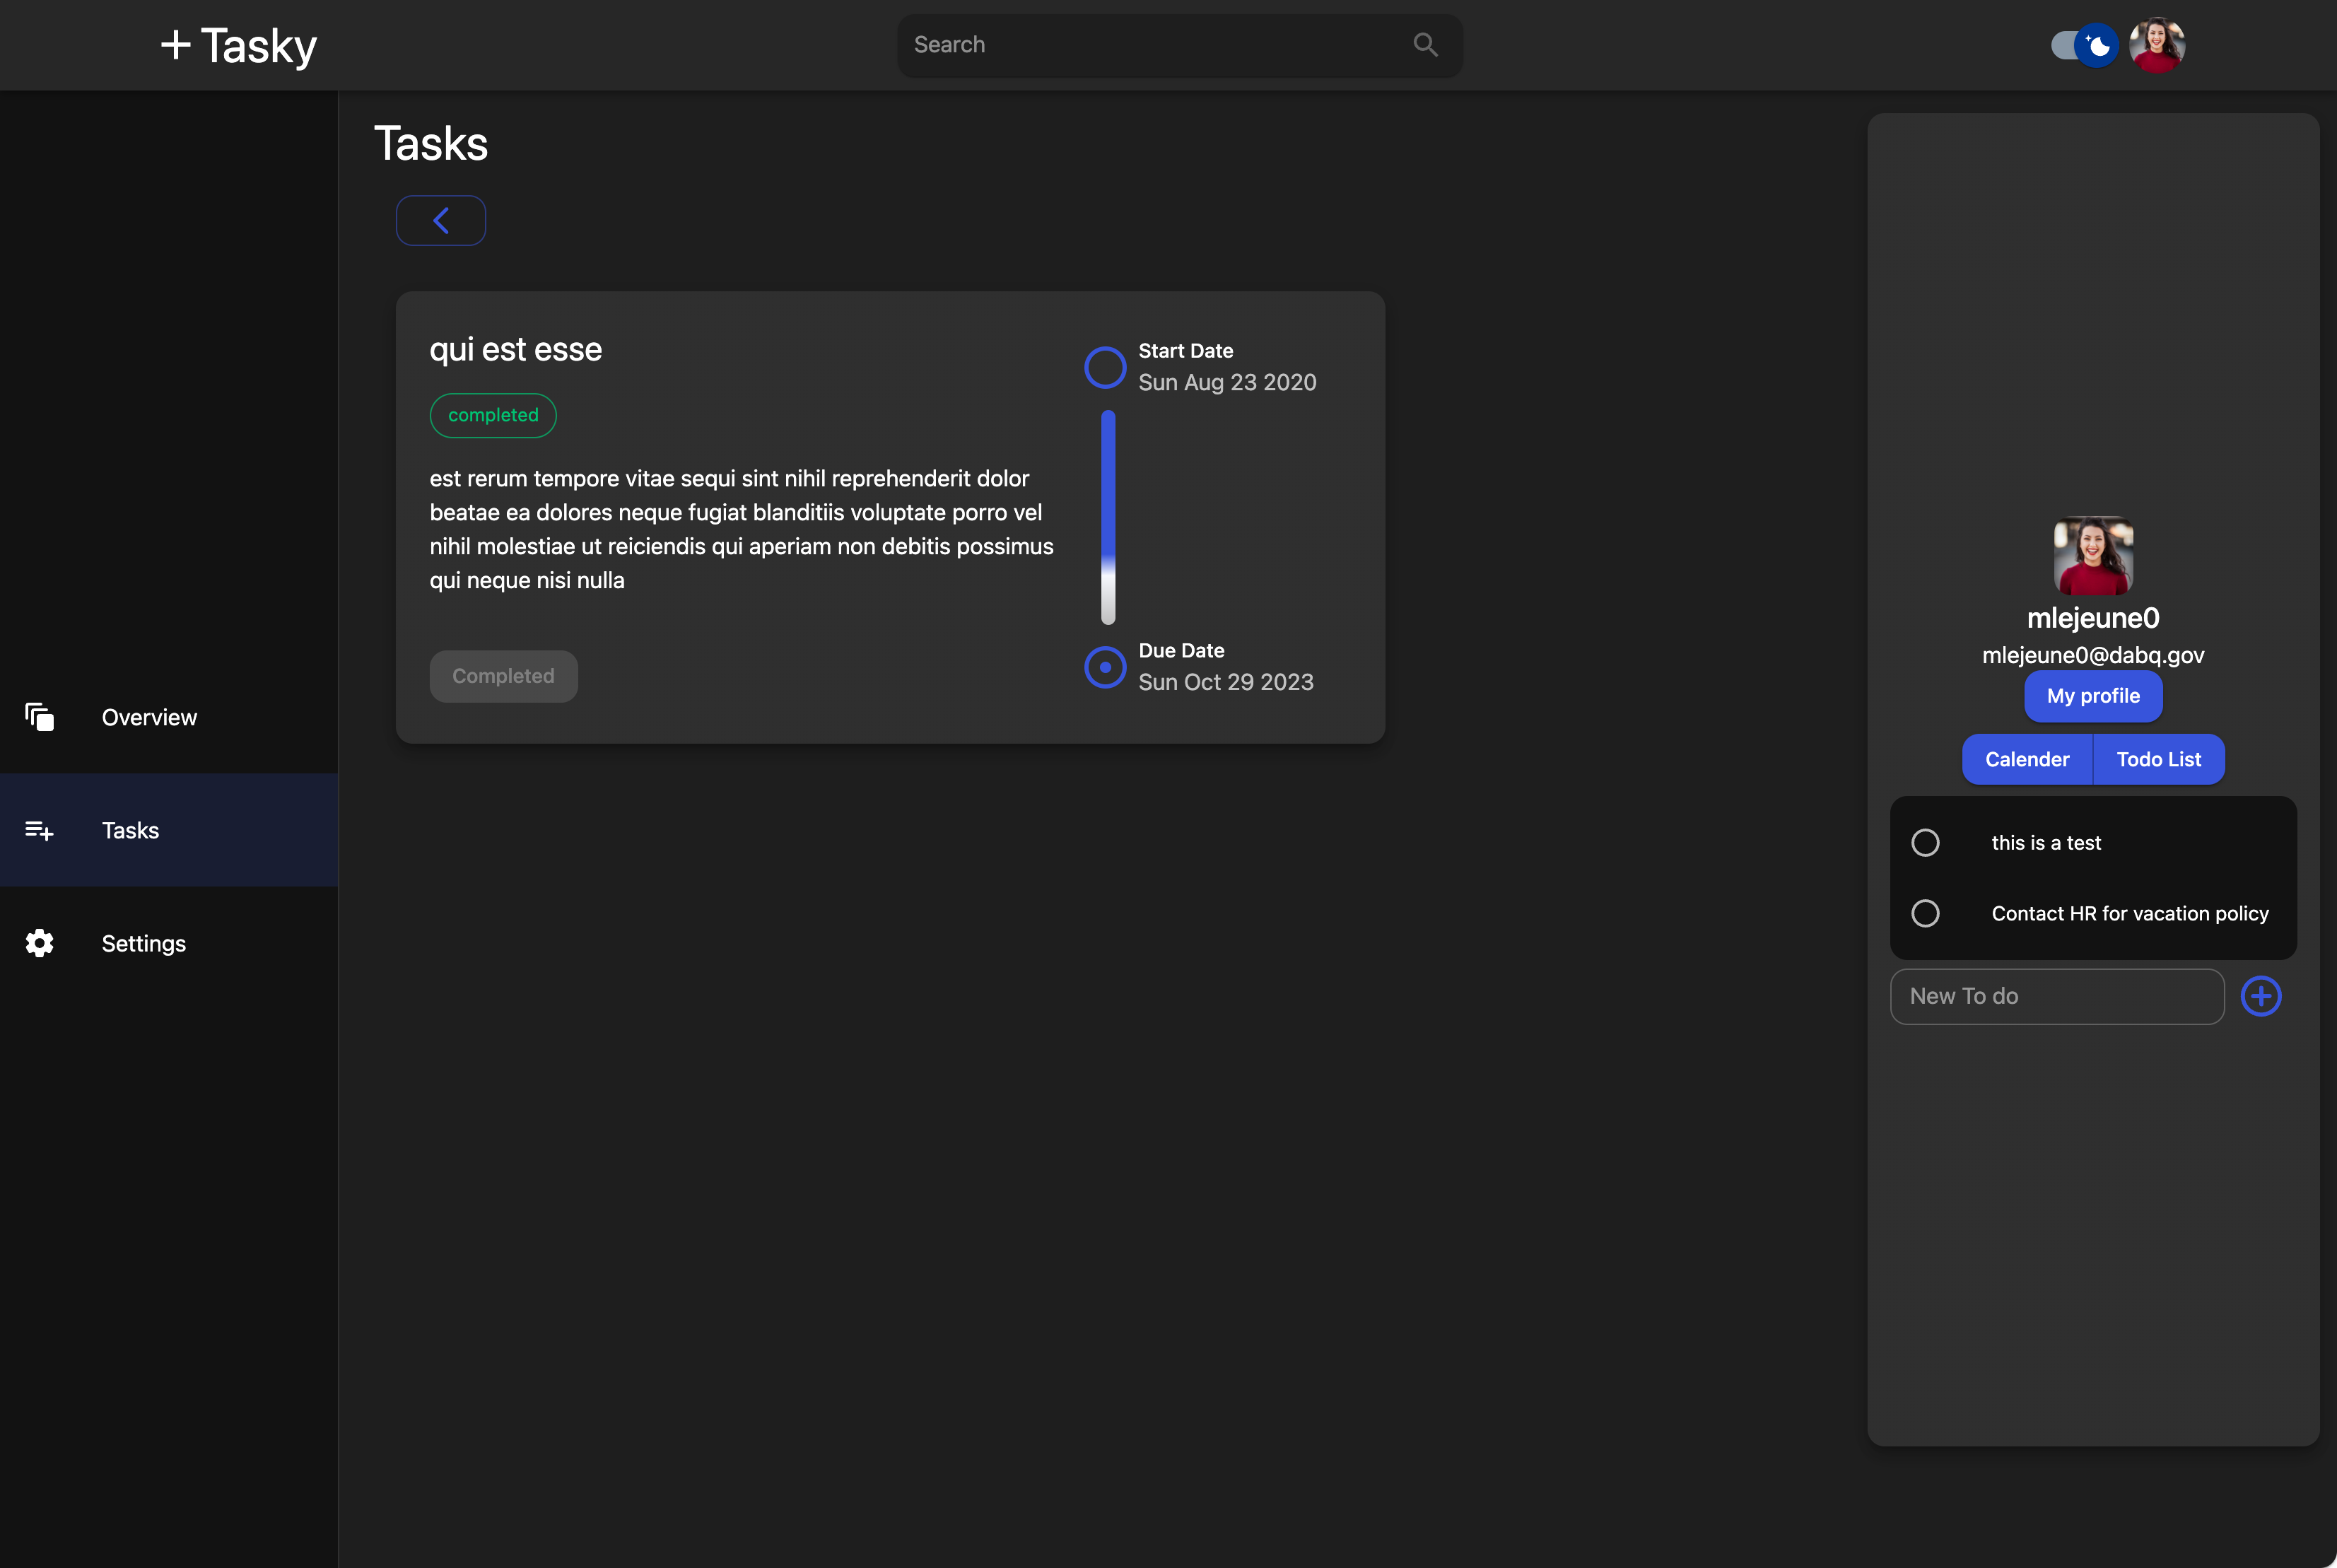 + Tasky
Search
Overview
Tasks
Settings
Tasks
qui est esse
completed
est rerum tempore vitae sequi sint nihil reprehenderit dolor
beatae ea dolores neque fugiat blanditiis voluptate porro vel
nihil molestiae ut reiciendis qui aperiam non debitis possimus
qui neque nisi nulla
Completed
Start Date
Sun Aug 23 2020
Due Date
Sun Oct 29 2023
mlejeune0
mlejeune0@dabq.gov
My profile
Calender
Todo List
this is a test
Contact HR for vacation policy
New To do